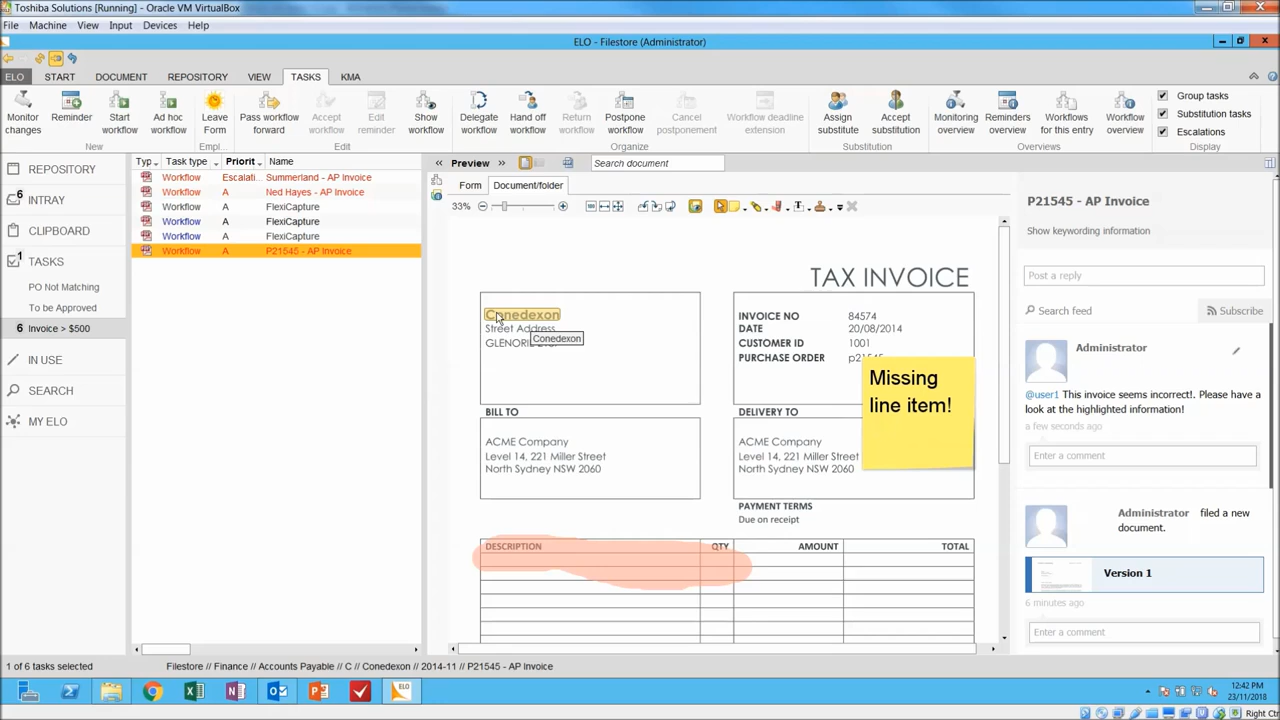 Toshiba Solutions [Running] - Oracle VM VirtualBox
File Machine View Input Devices Help
ELO - Filestore (Administrator)
ELO START DOCUMENT REPOSITORY VIEW TASKS KMA
Monitor changes
Reminder
Start workflow
Ad hoc workflow
Leave Form
Pass workflow forward
Accept workflow
Edit reminder
Show workflow
Delegate workflow
Hand off workflow
Return workflow
Postpone workflow
Cancel postponement
Workflow deadline extension
Assign substitute
Accept substitution
Monitoring overview
Reminders overview
Workflows for this entry
Workflow overview
Group tasks
Substitution tasks
Escalations
New Empl... Edit Organize Substitution Overviews Display
REPOSITORY
6 INTRAY
CLIPBOARD
1 TASKS
PO Not Matching
To be Approved
6 Invoice > $500
IN USE
SEARCH
MY ELO
Typ Task type Priorit Name
Workflow Escalati... Summerland - AP Invoice
Workflow A Ned Hayes - AP Invoice
Workflow A FlexiCapture
Workflow A FlexiCapture
Workflow A FlexiCapture
Workflow A P21545 - AP Invoice
Preview
Search document
Form Document/folder
33%
TAX INVOICE
Conedexon
Street Address
Conedexon
INVOICE NO 84574
DATE 20/08/2014
CUSTOMER ID 1001
PURCHASE ORDER p21545
Missing
line item!
BILL TO
ACME Company
Level 14, 221 Miller Street
North Sydney NSW 2060
DELIVERY TO
ACME Company
Level 14, 221 Miller Street
North Sydney NSW 2060
PAYMENT TERMS
Due on receipt
DESCRIPTION QTY AMOUNT TOTAL
P21545 - AP Invoice
Show keywording information
Post a reply
Search feed
Subscribe
Administrator
@user1 This invoice seems incorrect!. Please have a
look at the highlighted information!
a few seconds ago
Enter a comment
Administrator filed a new
document.
Version 1
6 minutes ago
Enter a comment
1 of 6 tasks selected
Filestore // Finance // Accounts Payable // C // Conedexon // 2014-11 // P21545 - AP Invoice
12:42 PM
23/11/2018
Right Ctrl